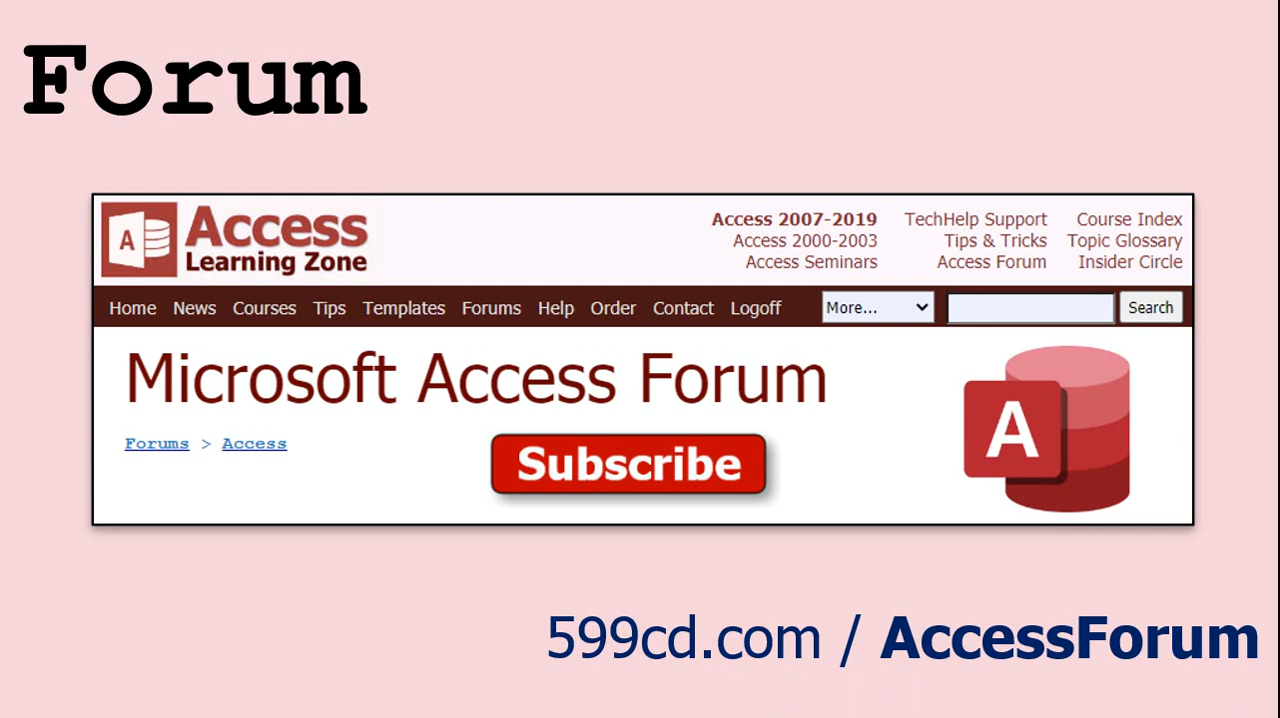 Forum
A Access
Learning Zone
Access 2007-2019 TechHelp Support Course Index
Access 2000-2003 Tips & Tricks Topic Glossary
Access Seminars Access Forum Insider Circle
Home News Courses Tips Templates Forums Help Order Contact Logoff More... Search
Microsoft Access Forum
A
Forums > Access
Subscribe
599cd.com / AccessForum